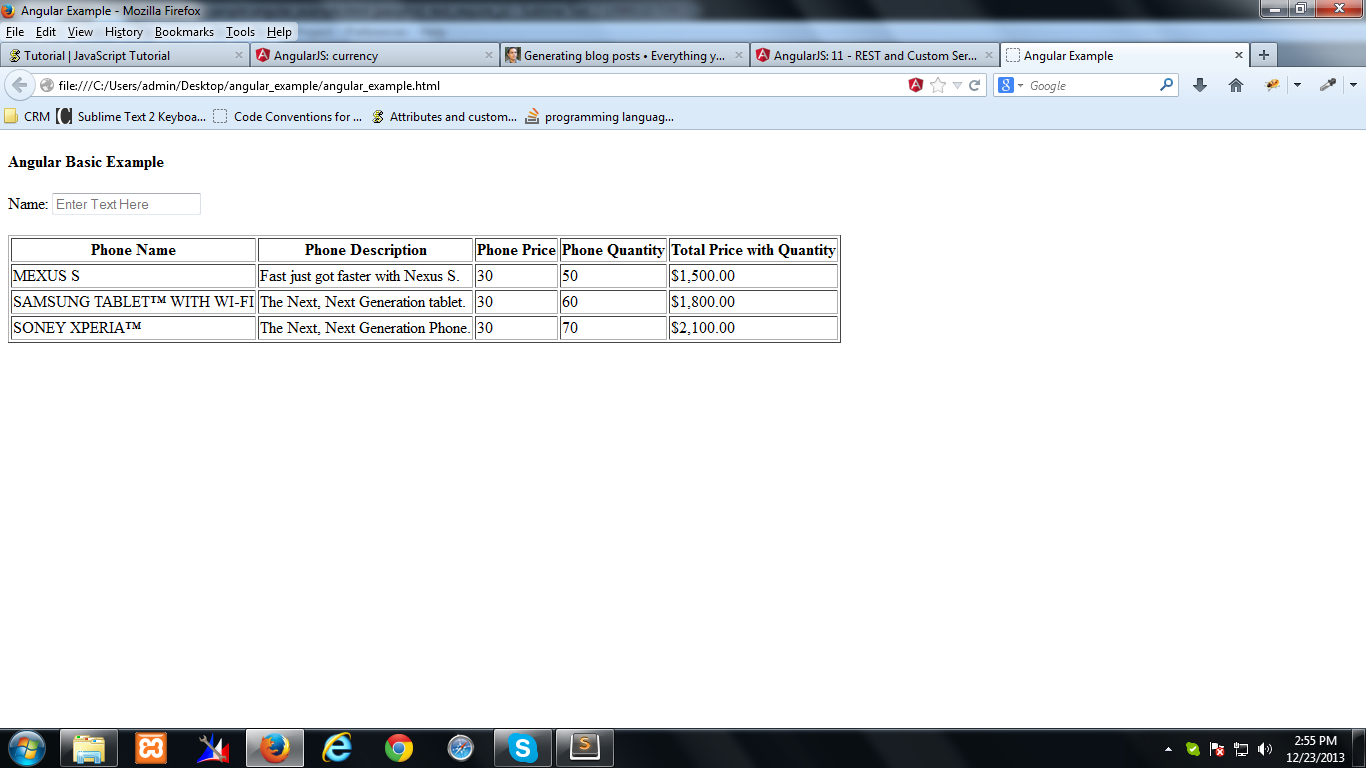 Angular Example - Mozilla Firefox
File Edit View History Bookmarks Tools Help
Tutorial | JavaScript Tutorial
AngularJS: currency
Generating blog posts • Everything y...
AngularJS: 11 - REST and Custom Ser...
Angular Example
file:///C:/Users/admin/Desktop/angular_example/angular_example.html
Google
CRM Sublime Text 2 Keyboa... Code Conventions for ... Attributes and custom... programming languag...
Angular Basic Example
Name: Enter Text Here
Phone Name Phone Description Phone Price Phone Quantity Total Price with Quantity
MEXUS S Fast just got faster with Nexus S. 30 50 $1,500.00
SAMSUNG TABLET™ WITH WI-FI The Next, Next Generation tablet. 30 60 $1,800.00
SONEY XPERIA™ The Next, Next Generation Phone. 30 70 $2,100.00
2:55 PM
12/23/2013